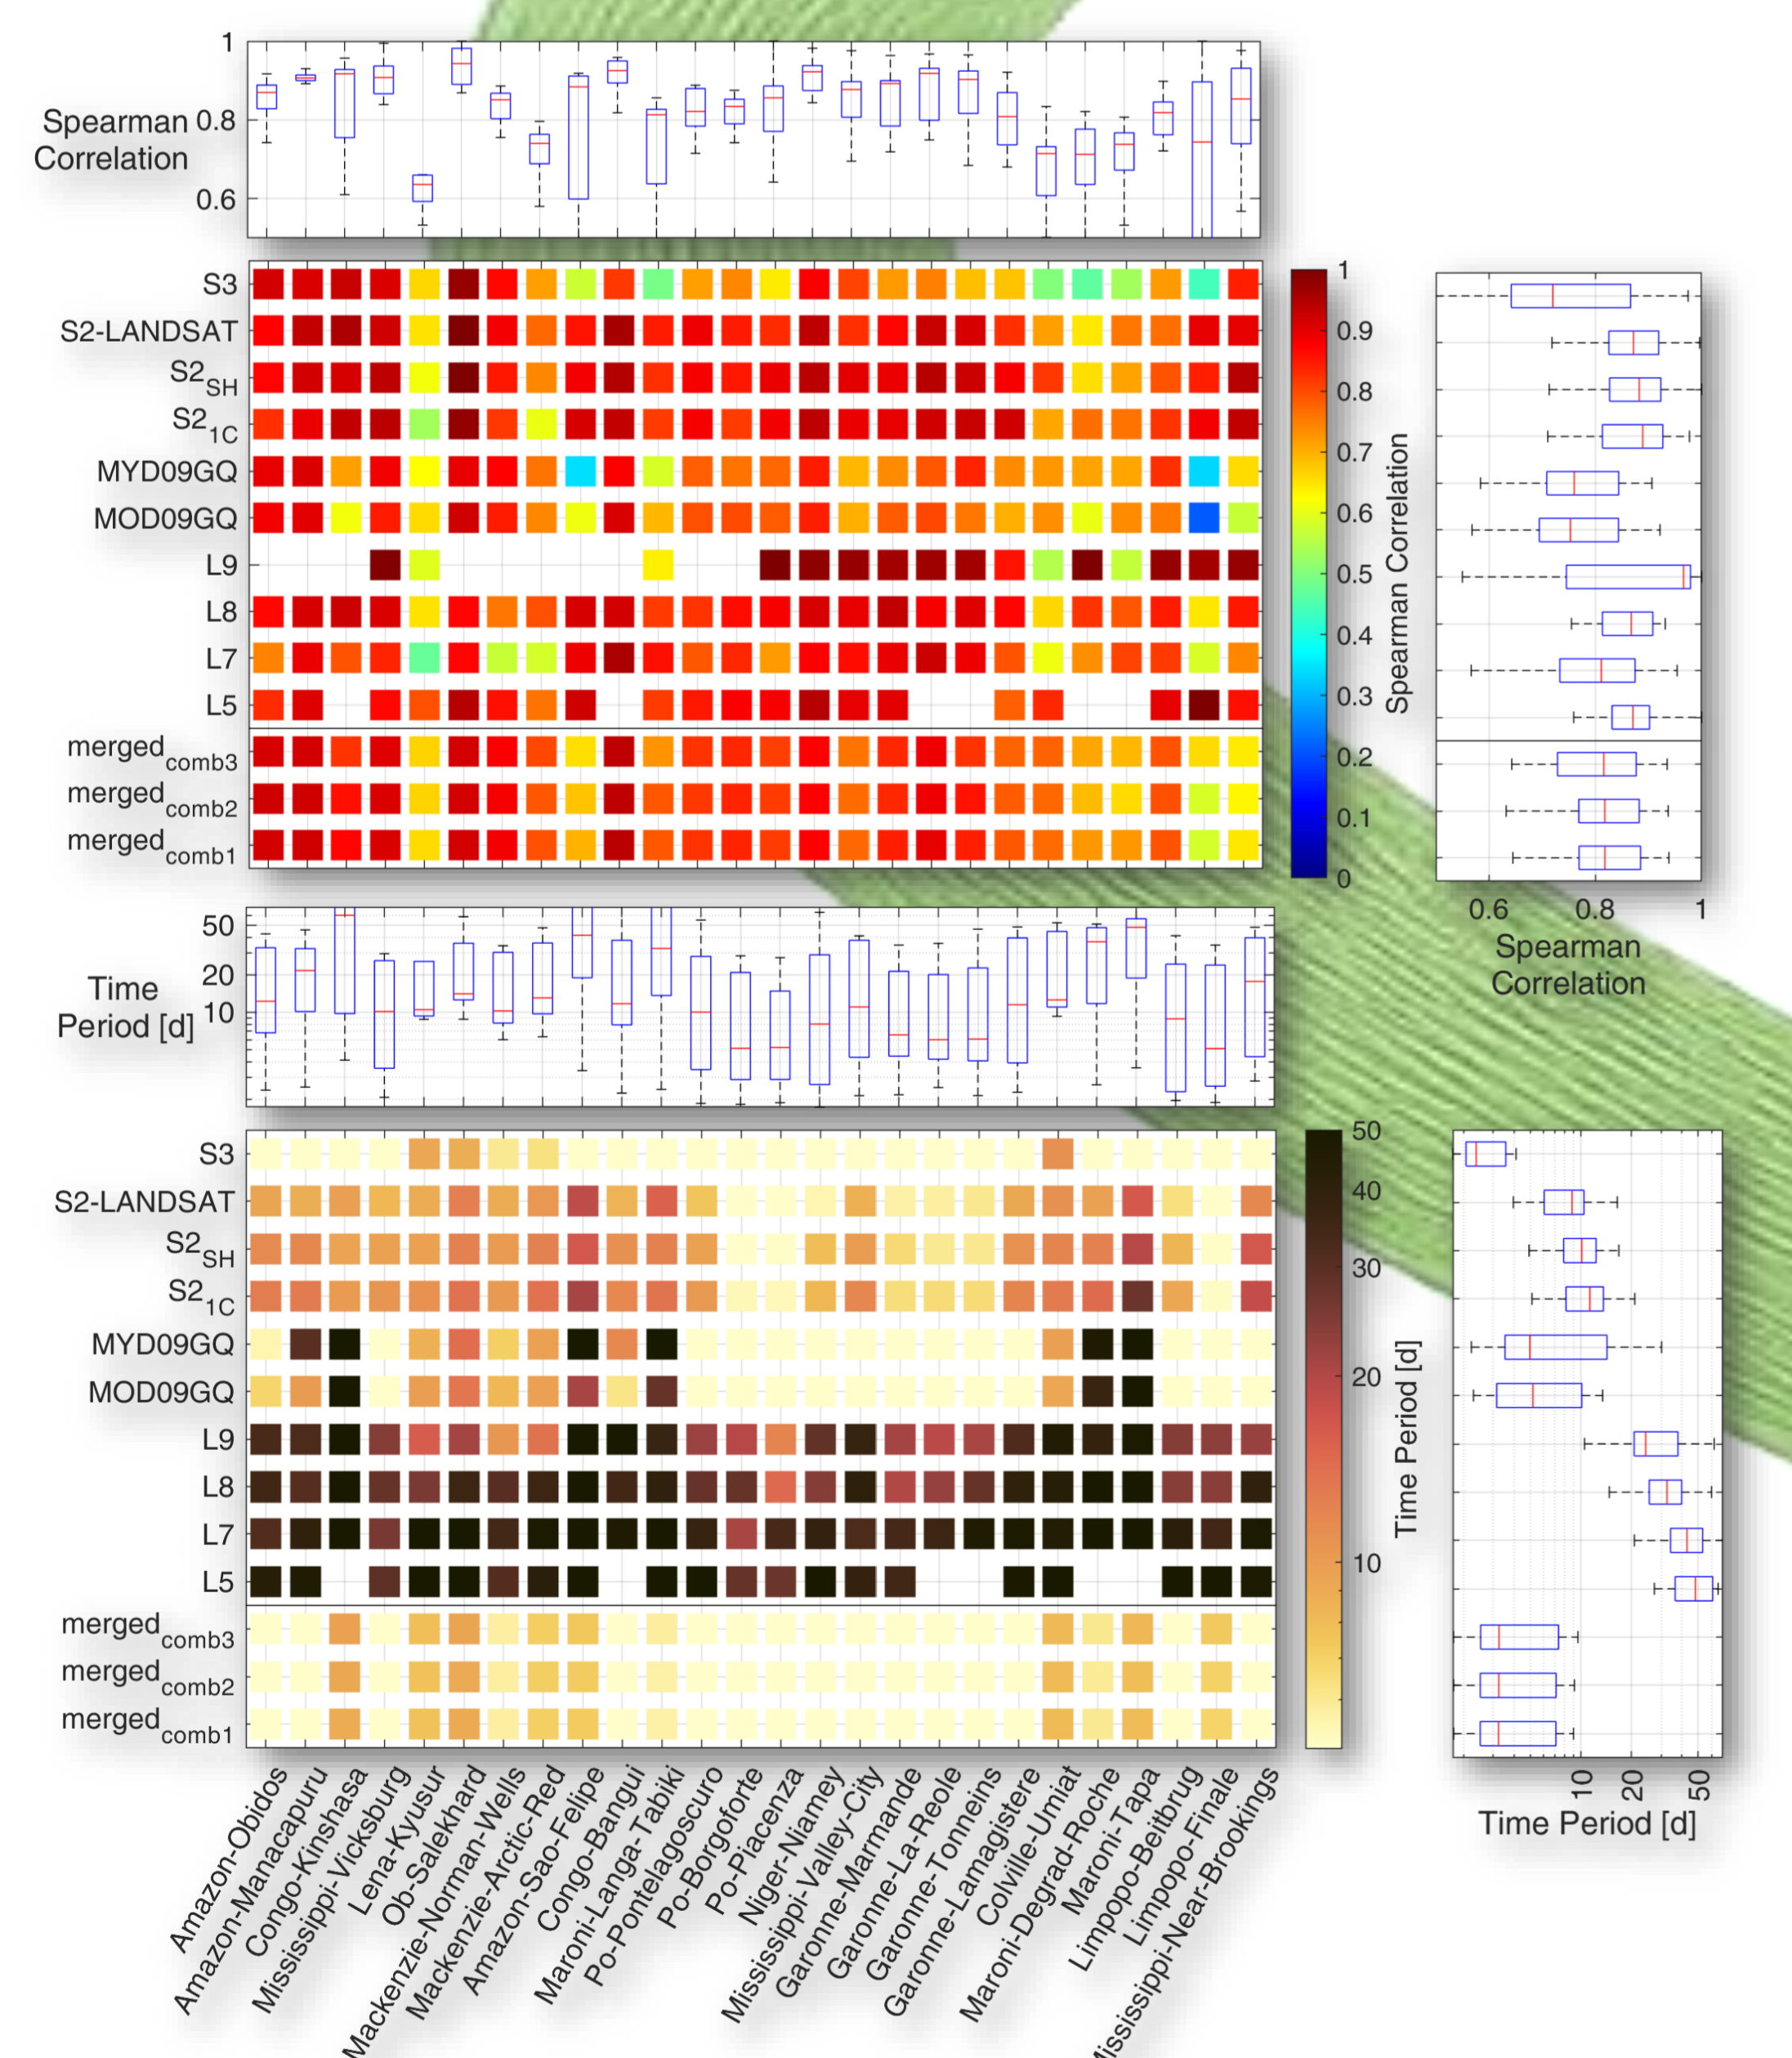 1
Spearman
Correlation
0.8
0.6
S3
S2-LANDSAT
S2SH
S21C
MYD09GQ
MOD09GQ
L9
L8
L7
L5
mergedcomb3
mergedcomb2
mergedcomb1
1
0.9
0.8
0.7
0.6
0.5
0.4
0.3
0.2
0.1
0
Spearman Correlation
0.6 0.8 1
Spearman
Correlation
Time
Period [d]
50
20
10
S3
S2-LANDSAT
S2SH
S21C
MYD09GQ
MOD09GQ
L9
L8
L7
L5
mergedcomb3
mergedcomb2
mergedcomb1
50
40
30
20
10
Time Period [d]
10 20 50
Time Period [d]
Amazon-Obidos
Amazon-Manacapuru
Congo-Kinshasa
Mississippi-Vicksburg
Lena-Kyusur
Ob-Salekhard
Mackenzie-Norman-Wells
Mackenzie-Arctic-Red
Amazon-Sao-Felipe
Congo-Bangui
Maroni-Langa-Tabiki
Po-Pontelagoscuro
Po-Borgoforte
Po-Piacenza
Niger-Niamey
Mississippi-Valley-City
Garonne-Marmande
Garonne-La-Reole
Garonne-Tonneins
Garonne-Lamagistere
Colville-Umiat
Maroni-Degrad-Roche
Maroni-Tapa
Limpopo-Beitbrug
Limpopo-Finale
Mississippi-Near-Brookings